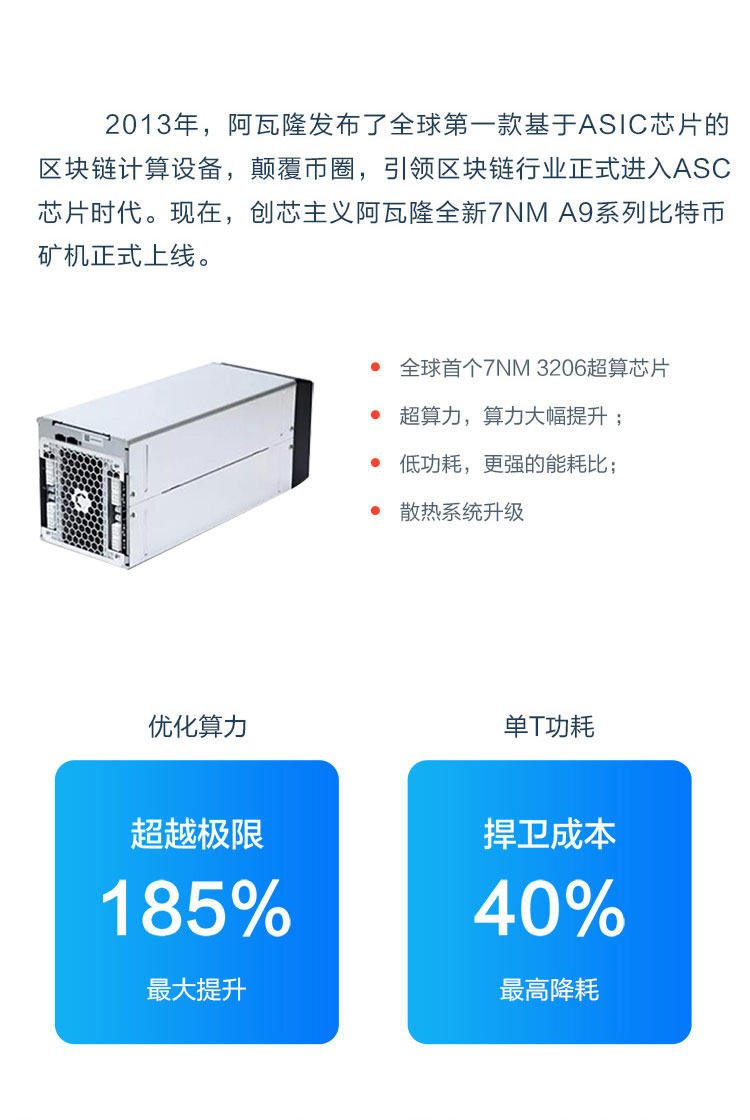 2013年，阿瓦隆发布了全球第一款基于ASIC芯片的
区块链计算设备，颠覆币圈，引领区块链行业正式进入ASC
芯片时代。现在，创芯主义阿瓦隆全新7NM A9系列比特币
矿机正式上线。
全球首个7NM 3206超算芯片
超算力，算力大幅提升；
低功耗，更强的能耗比；
散热系统升级
优化算力
超越极限
185%
最大提升
单T功耗
捍卫成本
40%
最高降耗